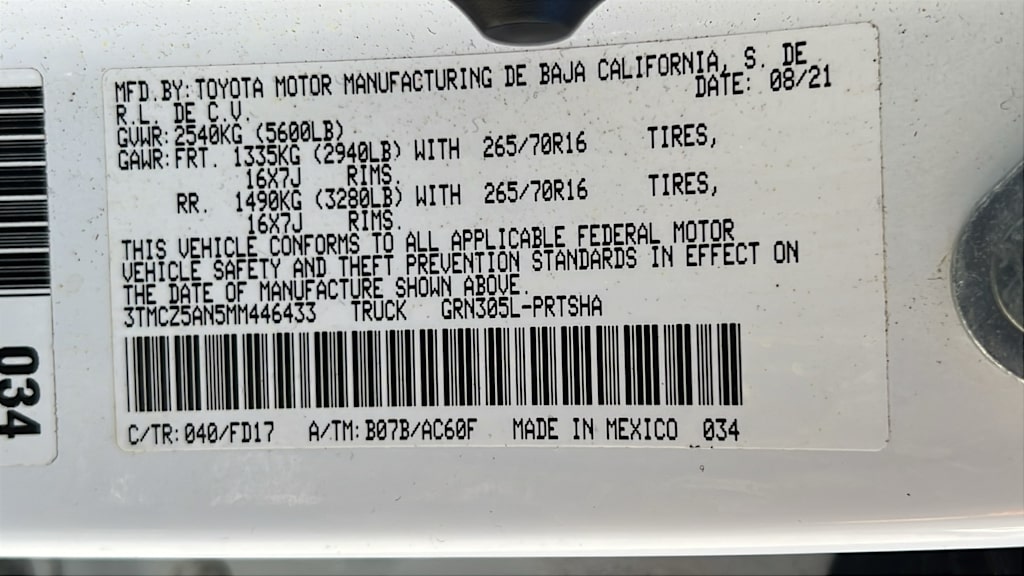 MFD.BY:TOYOTA MOTOR MANUFACTURING DE BAJA CALIFORNIA, S. DE
R.L. DE C.V. DATE: 08/21
GVWR:2540KG (5600LB)
GAWR:FRT. 1335KG (2940LB) WITH 265/70R16 TIRES,
16X7J RIMS.
RR. 1490KG (3280LB) WITH 265/70R16 TIRES,
16X7J RIMS.
THIS VEHICLE CONFORMS TO ALL APPLICABLE FEDERAL MOTOR
VEHICLE SAFETY AND THEFT PREVENTION STANDARDS IN EFFECT ON
THE DATE OF MANUFACTURE SHOWN ABOVE.
3TMCZ5AN5MM446433 TRUCK GRN305L-PRTSHA
C/TR:040/FD17 A/TM:B07B/AC60F MADE IN MEXICO 034
034